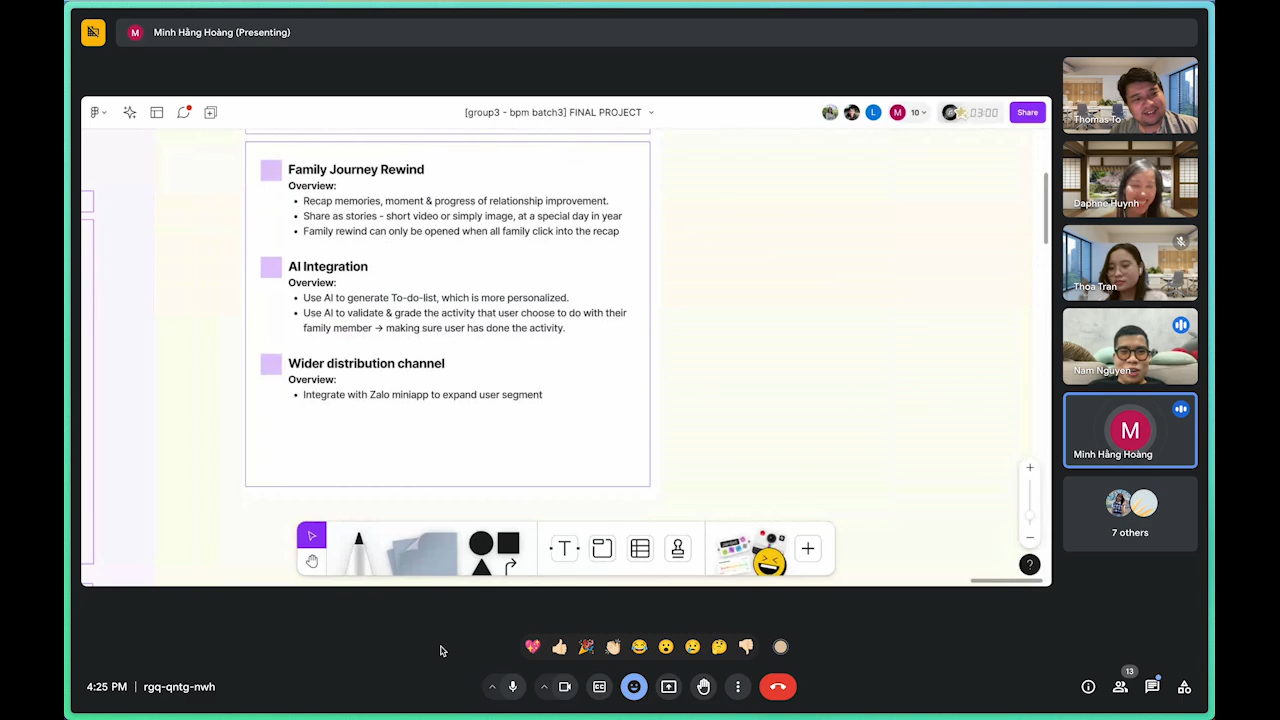 M Minh Hằng Hoàng (Presenting)
[group3 - bpm batch3] FINAL PROJECT
L M 10 03:00 Share
Family Journey Rewind
Overview:
• Recap memories, moment & progress of relationship improvement.
• Share as stories - short video or simply image, at a special day in year
• Family rewind can only be opened when all family click into the recap
AI Integration
Overview:
• Use AI to generate To-do-list, which is more personalized.
• Use AI to validate & grade the activity that user choose to do with their
family member → making sure user has done the activity.
Wider distribution channel
Overview:
• Integrate with Zalo miniapp to expand user segment
T
+
−
?
Thomas To
Daphne Huynh
Thoa Tran
Nam Nguyen
M
Minh Hằng Hoàng
7 others
4:25 PM | rgq-qntg-nwh
CC
13